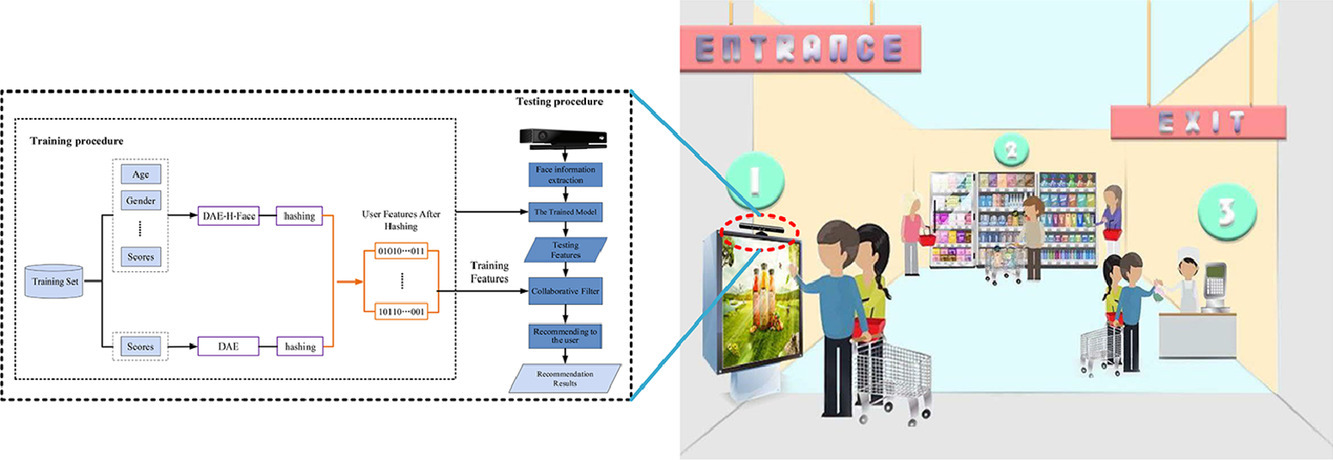 Testing procedure
Training procedure
Age
Gender
Scores
DAE-H-Face
hashing
Training Set
Scores
DAE
hashing
User Features After
Hashing
01010···011
10110···001
Training
Features
Face information
extraction
The Trained Model
Testing
Features
Collaborative Filter
Recommending to
the user
Recommendation
Results
ENTRANCE
EXIT
1
2
3